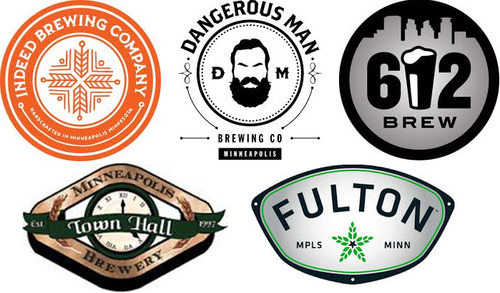 INDEED BREWING COMPANY
HANDCRAFTED IN MINNEAPOLIS MINNESOTA
DANGEROUS MAN
D M
BREWING CO
MINNEAPOLIS
612
BREW
MINNEAPOLIS
Est. Town Hall 1997
BREWERY
FULTON™
MPLS MINN